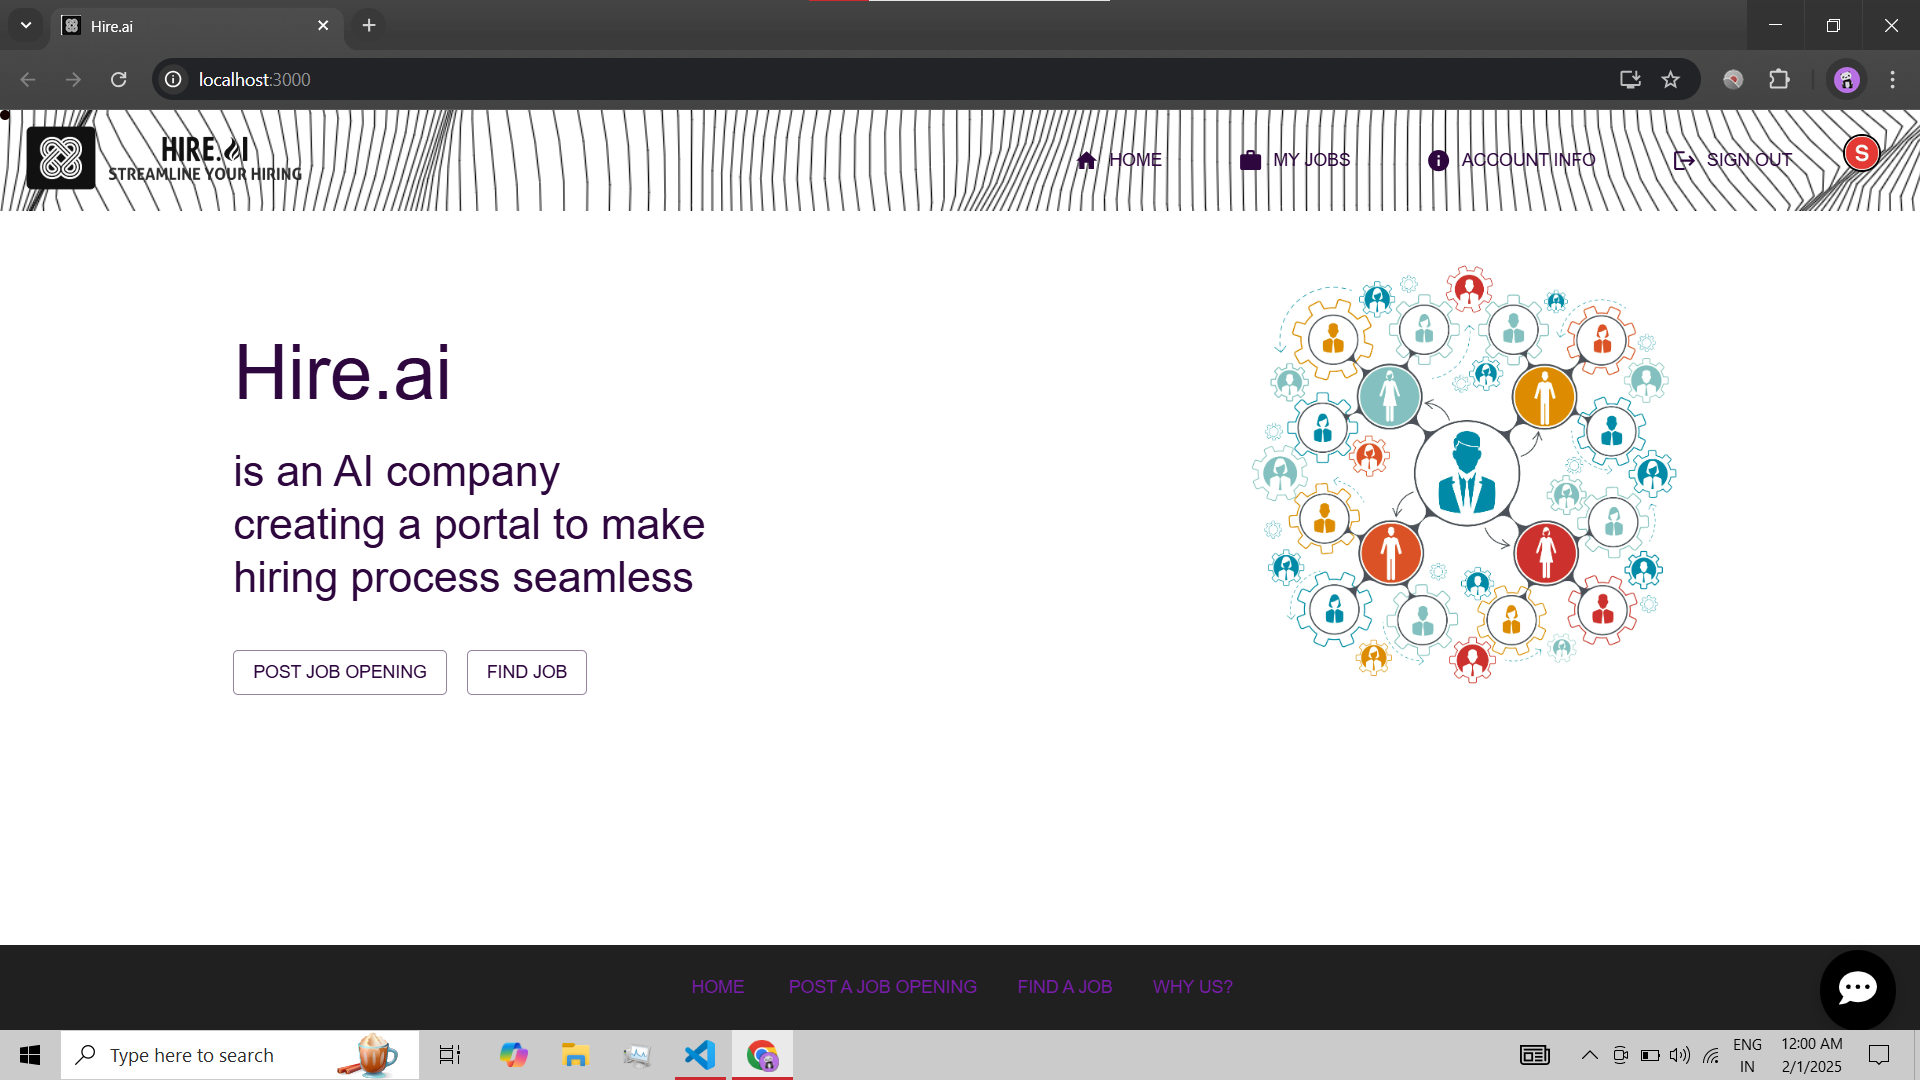 Hire.ai
localhost:3000
HIRE.AI
STREAMLINE YOUR HIRING
HOME
MY JOBS
ACCOUNT INFO
SIGN OUT
S
Hire.ai
is an AI company
creating a portal to make
hiring process seamless
POST JOB OPENING
FIND JOB
HOME
POST A JOB OPENING
FIND A JOB
WHY US?
Type here to search
ENG
IN
12:00 AM
2/1/2025